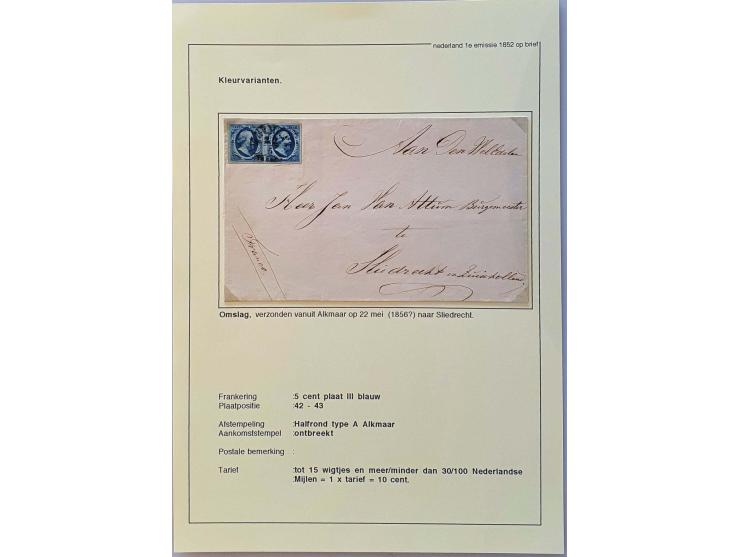 nederland 1e emissie 1852 op brief
Kleurvarianten.
Aan Den
Heer Jan Van Attum Burgemeester
te
Sliedrecht in Zuidholland
Franco
Omslag, verzonden vanuit Alkmaar op 22 mei (1856?) naar Sliedrecht.
Frankering :5 cent plaat III blauw
Plaatpositie :42 - 43
Afstempeling :Halfrond type A Alkmaar
Aankomststempel :ontbreekt
Postale bemerking :
Tarief :tot 15 wigtjes en meer/minder dan 30/100 Nederlandse
:Mijlen = 1 x tarief = 10 cent.